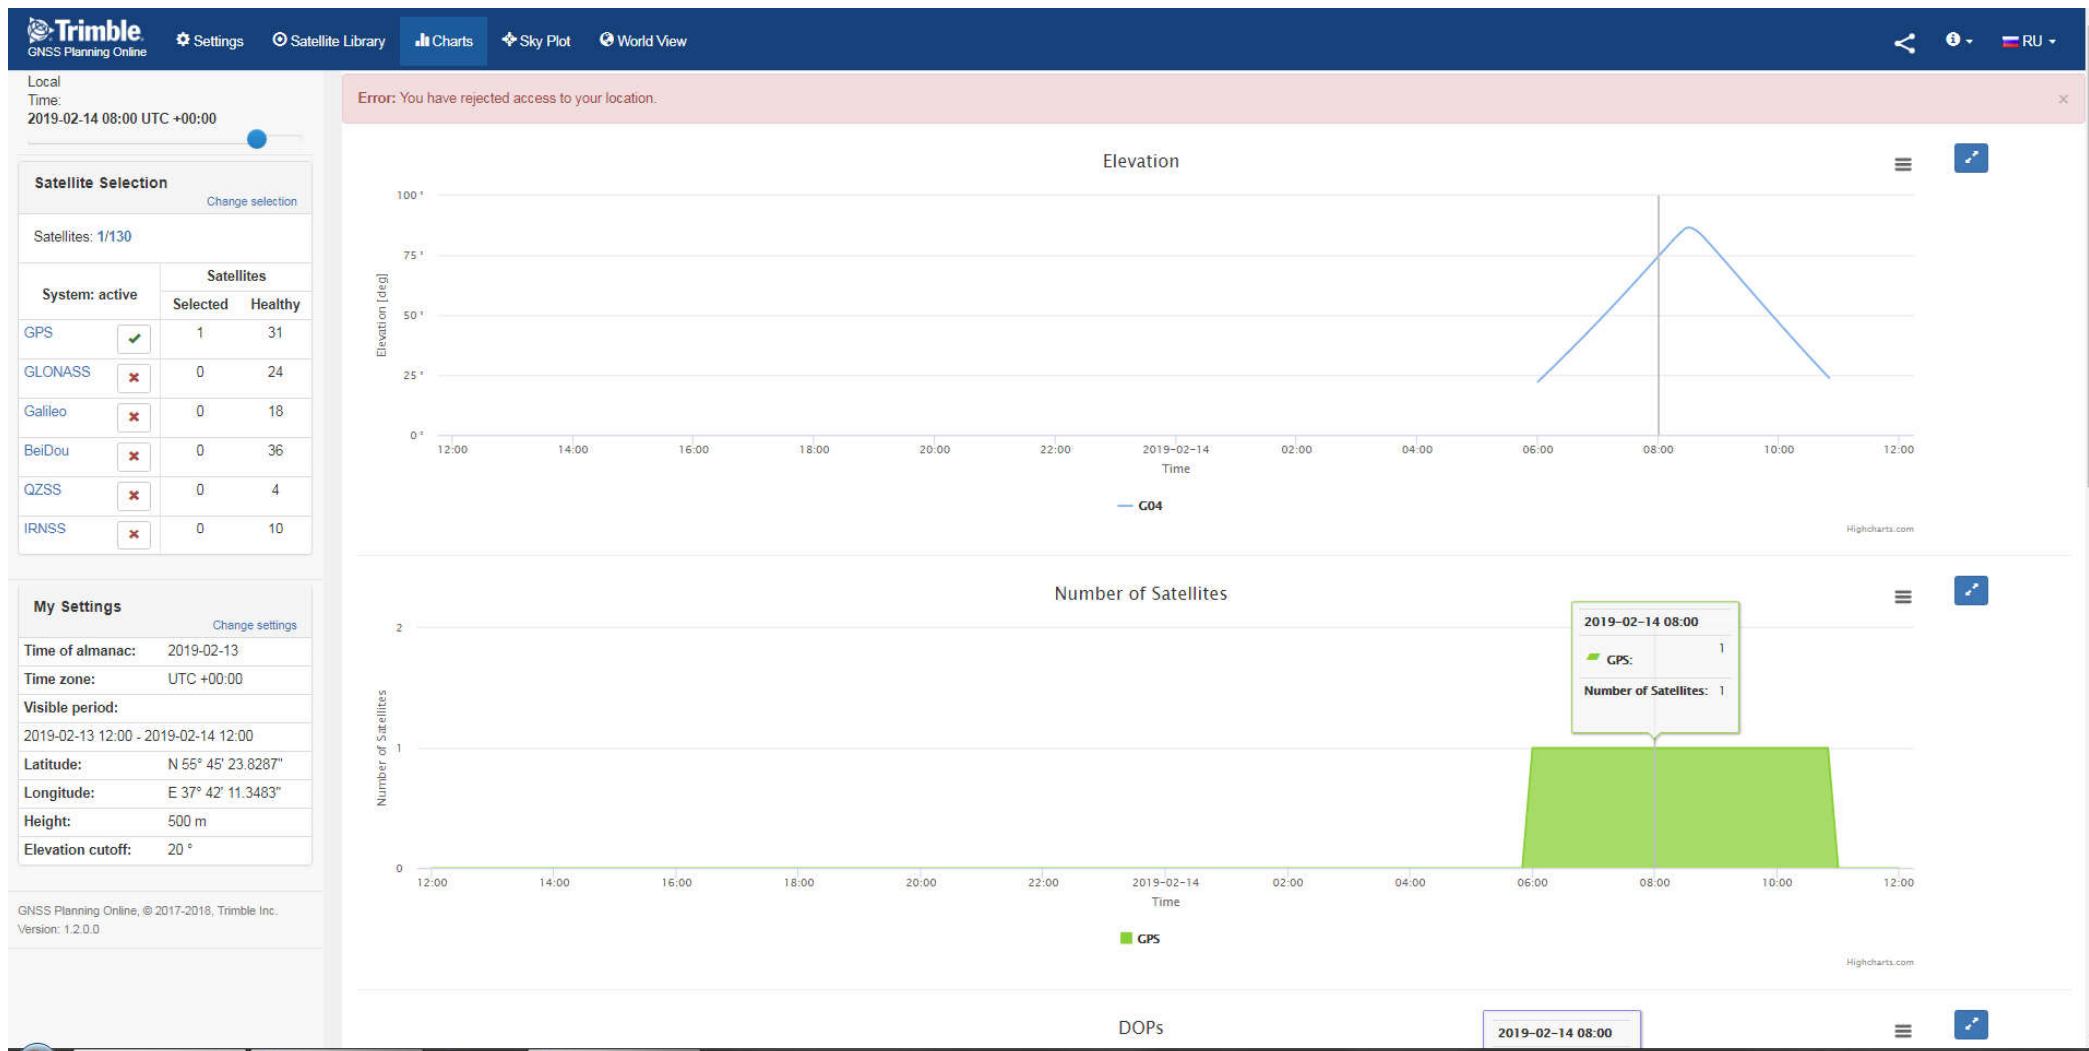 Trimble.
GNSS Planning Online
Settings
Satellite Library
Charts
Sky Plot
World View
RU
Local
Time:
2019-02-14 08:00 UTC +00:00
Satellite Selection
Change selection
Satellites: 1/130
System: active
Satellites
Selected Healthy
GPS 1 31
GLONASS 0 24
Galileo 0 18
BeiDou 0 36
QZSS 0 4
IRNSS 0 10
My Settings
Change settings
Time of almanac: 2019-02-13
Time zone: UTC +00:00
Visible period:
2019-02-13 12:00 - 2019-02-14 12:00
Latitude: N 55° 45' 23.8287"
Longitude: E 37° 42' 11.3483"
Height: 500 m
Elevation cutoff: 20 °
GNSS Planning Online, © 2017-2018, Trimble Inc.
Version: 1.2.0.0
Error: You have rejected access to your location. ×
Elevation
100 °
75 °
50 °
25 °
0 °
Elevation [deg]
12:00 14:00 16:00 18:00 20:00 22:00 2019-02-14 02:00 04:00 06:00 08:00 10:00 12:00
Time
G04
Highcharts.com
Number of Satellites
2
1
0
Number of Satellites
2019-02-14 08:00
GPS: 1
Number of Satellites: 1
12:00 14:00 16:00 18:00 20:00 22:00 2019-02-14 02:00 04:00 06:00 08:00 10:00 12:00
Time
GPS
Highcharts.com
DOPs
2019-02-14 08:00